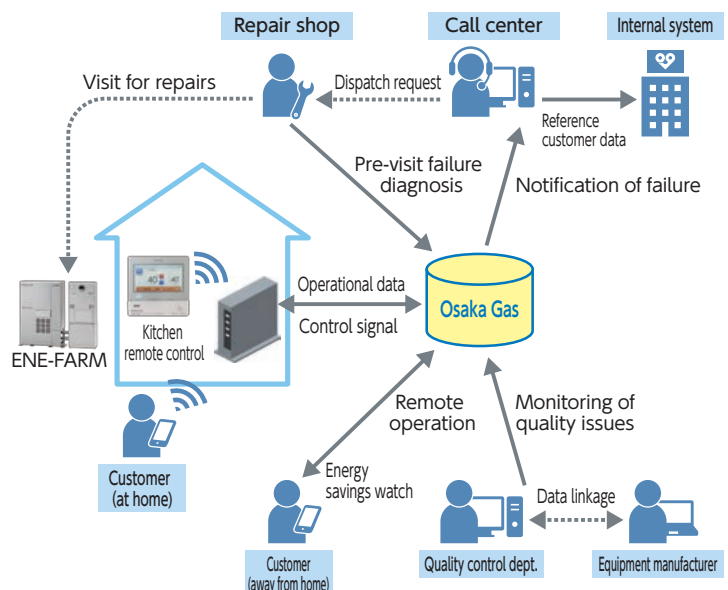 Repair shop
Call center
Internal system
Visit for repairs
Dispatch request
Reference
customer data
Pre-visit failure
diagnosis
Notification of failure
Operational data
Osaka Gas
Control signal
Kitchen
remote control
ENE-FARM
Remote
operation
Monitoring of
quality issues
Customer
(at home)
Energy
savings watch
Data linkage
Customer
(away from home)
Quality control dept.
Equipment manufacturer